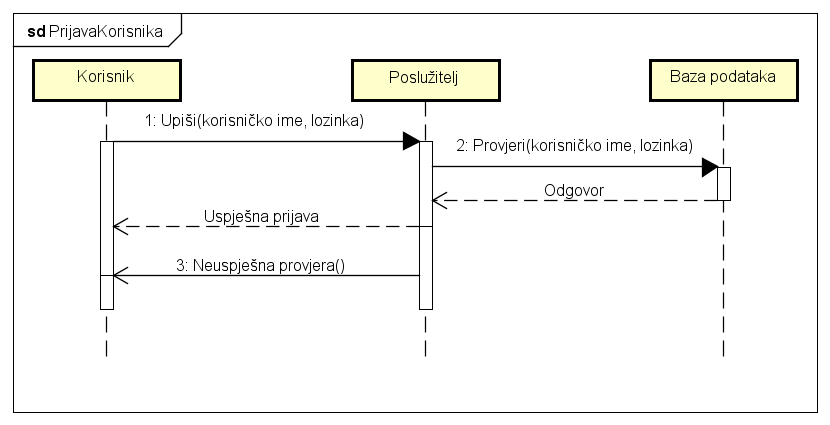 sd PrijavaKorisnika
Korisnik
Poslužitelj
Baza podataka
1: Upiši(korisničko ime, lozinka)
2: Provjeri(korisničko ime, lozinka)
Odgovor
Uspješna prijava
3: Neuspješna provjera()